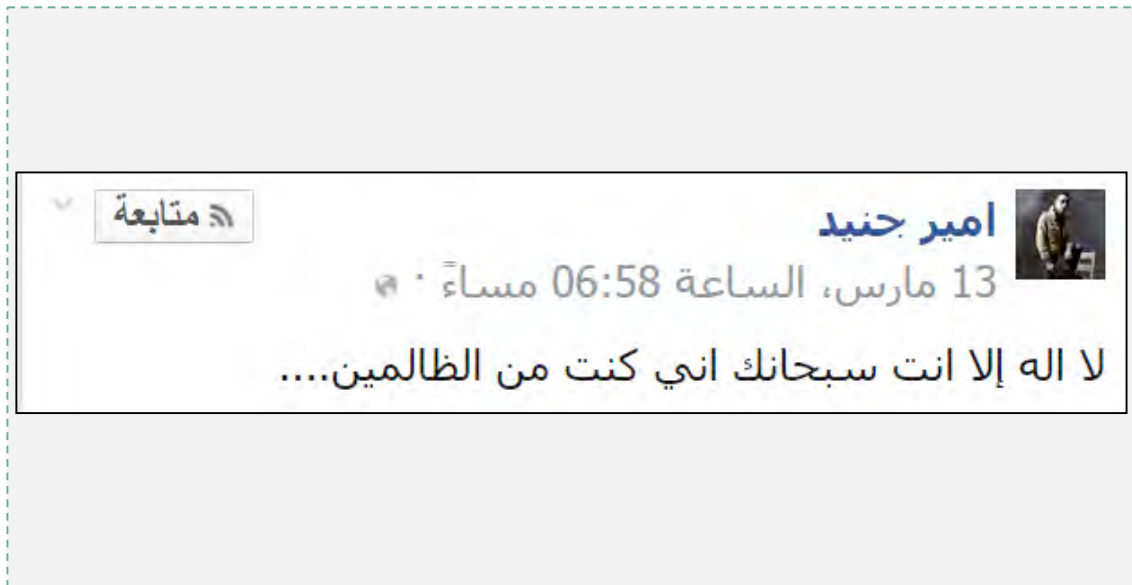 امير جنيد
متابعة
13 مارس، الساعة 06:58 مساءً ·
لا اله إلا انت سبحانك اني كنت من الظالمين....